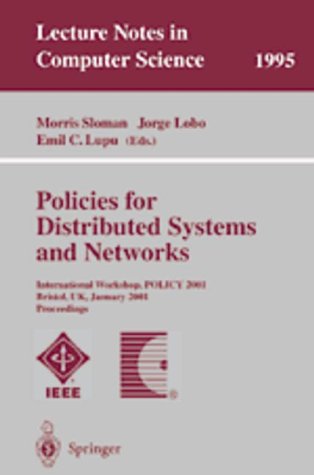 Lecture Notes in
Computer Science 1995
Morris Sloman Jorge Lobo
Emil C. Lupu (Eds.)
Policies for
Distributed Systems
and Networks
International Workshop, POLICY 2001
Bristol, UK, January 2001
Proceedings
IEEE
Springer